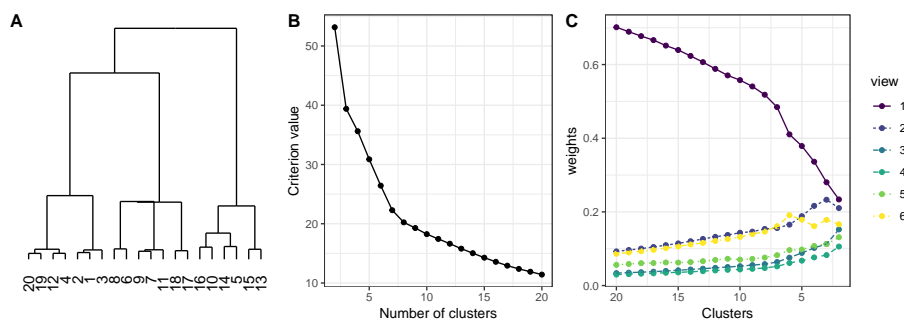 A
20 19 12 4 2 1 3 8 6 9 7 11 18 17 16 10 14 5 15 13
B
Criterion value
50
40
30
20
10
5 10 15 20
Number of clusters
C
weights
0.6
0.4
0.2
0.0
20 15 10 5
Clusters
view
1
2
3
4
5
6